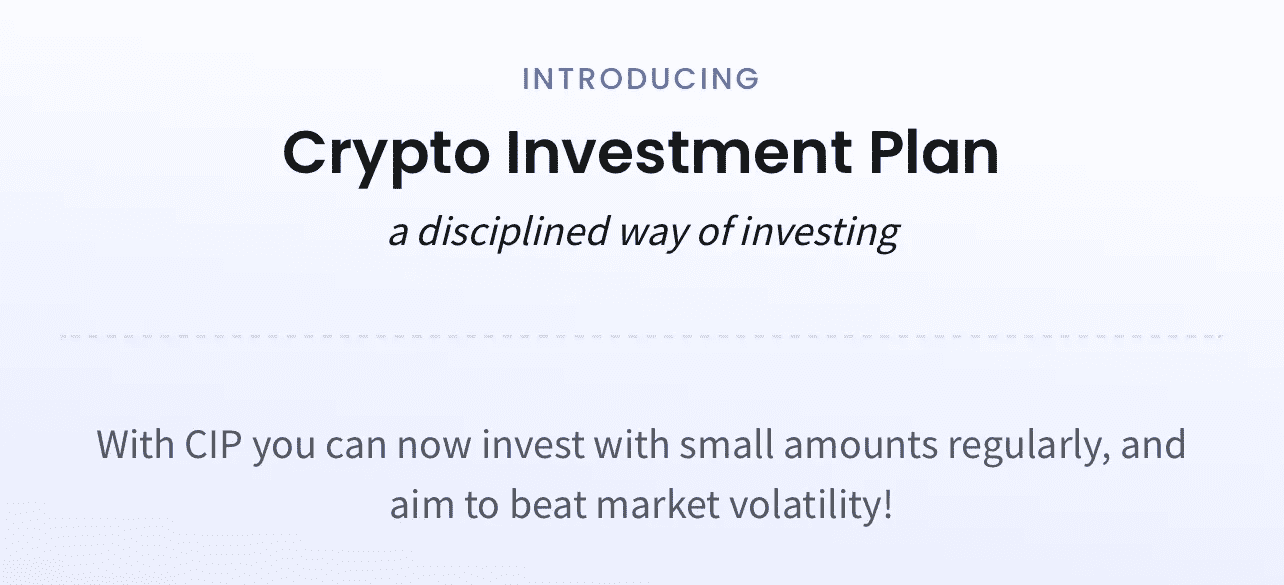 INTRODUCING
Crypto Investment Plan
a disciplined way of investing
With CIP you can now invest with small amounts regularly, and
aim to beat market volatility!